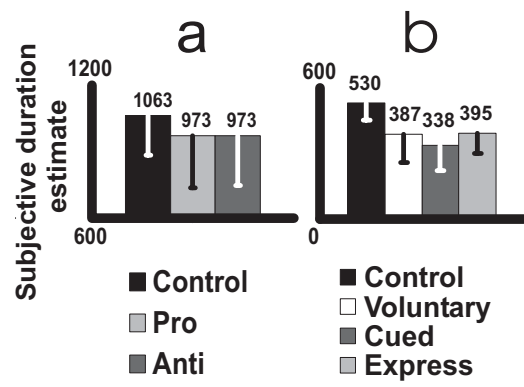 a
b
1200
600
1063
973
973
530
387
338
395
600
0
Subjective duration
estimate
Control
Pro
Anti
Control
Voluntary
Cued
Express